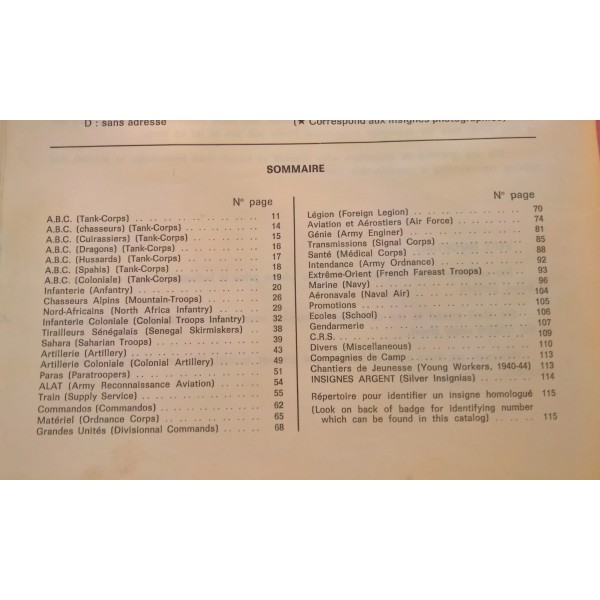 D : sans adresse
(★ Correspond aux insignes photographiés)
SOMMAIRE
N° page
A.B.C. (Tank-Corps) .. .. .. .. .. .. .. .. .. 11
A.B.C. (chasseurs) (Tank-Corps) .. .. .. .. .. 14
A.B.C. (Cuirassiers) (Tank-Corps) .. .. .. .. 15
A.B.C. (Dragons) (Tank-Corps) .. .. .. .. .. 16
A.B.C. (Hussards) (Tank-Corps) .. .. .. .. .. 17
A.B.C. (Spahis) (Tank-Corps) .. .. .. .. .. .. 18
A.B.C. (Coloniale) (Tank-Corps) .. .. .. .. .. 19
Infanterie (Anfantry) .. .. .. .. .. .. .. .. 20
Chasseurs Alpins (Mountain-Troops) .. .. .. .. 26
Nord-Africains (North Africa Infantry) .. .. .. 29
Infanterie Coloniale (Colonial Troops Infantry) .. 32
Tirailleurs Sénégalais (Senegal Skirmiskers) .. .. 38
Sahara (Saharian Troops) .. .. .. .. .. .. .. 39
Artillerie (Artillery) .. .. .. .. .. .. .. .. 43
Artillerie Coloniale (Colonial Artillery) .. .. .. 49
Paras (Paratroopers) .. .. .. .. .. .. .. .. 51
ALAT (Army Reconnaissance Aviation) .. .. .. 54
Train (Supply Service) .. .. .. .. .. .. .. .. 55
Commandos (Commandos) .. .. .. .. .. .. .. 62
Matériel (Ordnance Corps) .. .. .. .. .. .. .. 65
Grandes Unités (Divisionnal Commands) .. .. .. 68
N° page
Légion (Foreign Legion) .. .. .. .. .. .. .. 70
Aviation et Aérostiers (Air Force) .. .. .. .. 74
Génie (Army Enginer) .. .. .. .. .. .. .. .. 81
Transmissions (Signal Corps) .. .. .. .. .. .. 85
Santé (Médical Corps) .. .. .. .. .. .. .. .. 88
Intendance (Army Ordnance) .. .. .. .. .. .. 92
Extrême-Orient (French Fareast Troops) .. .. .. 93
Marine (Navy) .. .. .. .. .. .. .. .. .. .. 96
Aéronavale (Naval Air) .. .. .. .. .. .. .. .. 104
Promotions .. .. .. .. .. .. .. .. .. .. .. 105
Ecoles (School) .. .. .. .. .. .. .. .. .. .. 106
Gendarmerie .. .. .. .. .. .. .. .. .. .. .. 107
C.R.S. .. .. .. .. .. .. .. .. .. .. .. .. 109
Divers (Miscellaneous) .. .. .. .. .. .. .. .. 110
Compagnies de Camp .. .. .. .. .. .. .. .. 113
Chantiers de Jeunesse (Young Workers, 1940-44) .. 113
INSIGNES ARGENT (Silver Insignias) .. .. .. .. 114
Répertoire pour identifier un insigne homologué 115
(Look on back of badge for Identifying number
which can be found in this catalog) .. .. .. 115